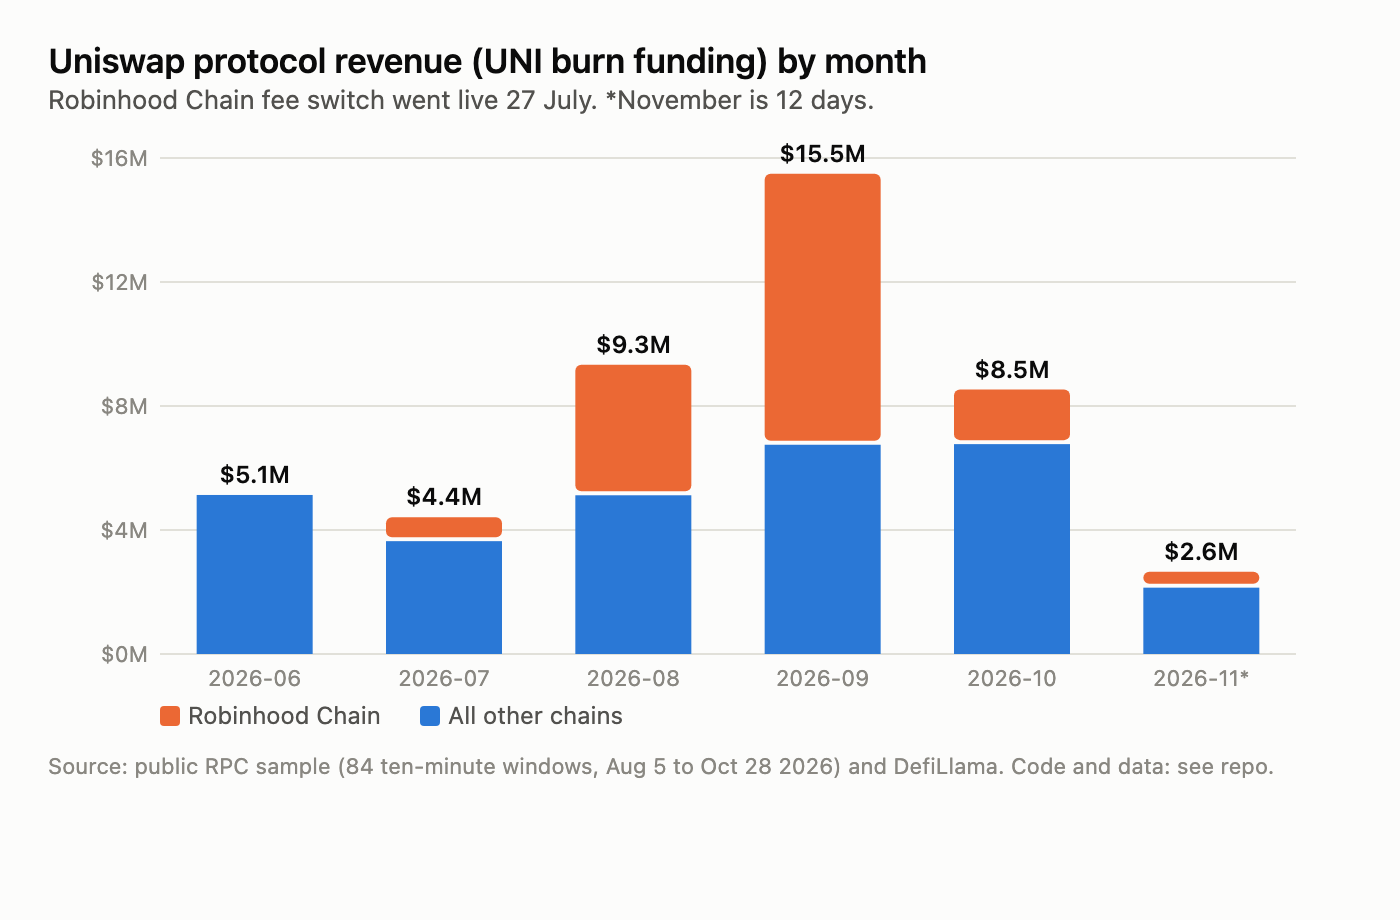 Uniswap protocol revenue (UNI burn funding) by month
Robinhood Chain fee switch went live 27 July. *November is 12 days.
$16M
$15.5M
$12M
$9.3M
$8.5M
$8M
$5.1M
$4.4M
$4M
$2.6M
$0M
2026-06 2026-07 2026-08 2026-09 2026-10 2026-11*
Robinhood Chain All other chains
Source: public RPC sample (84 ten-minute windows, Aug 5 to Oct 28 2026) and DefiLlama. Code and data: see repo.